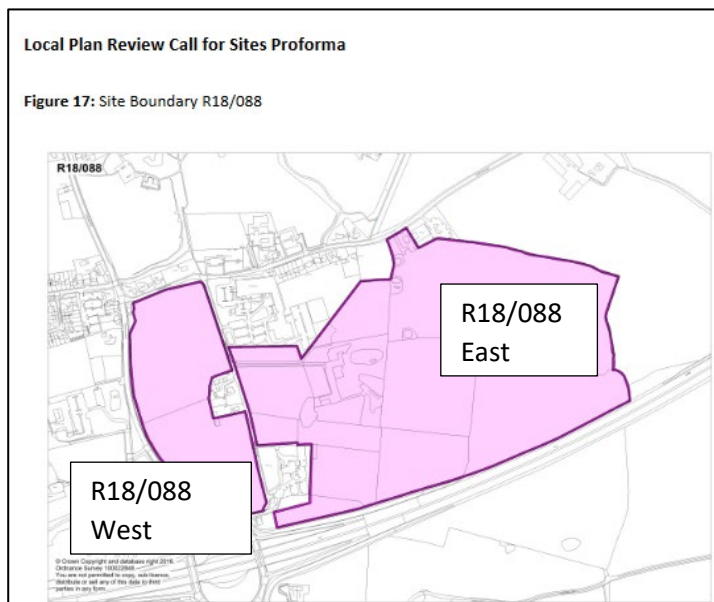 Local Plan Review Call for Sites Proforma
Figure 17: Site Boundary R18/088
R18/088
R18/088
East
R18/088
West
© Crown Copyright and database right 2016.
Ordnance Survey 100022848.
You are not permitted to copy, sub-licence,
distribute or sell any of this data to third
parties in any form.